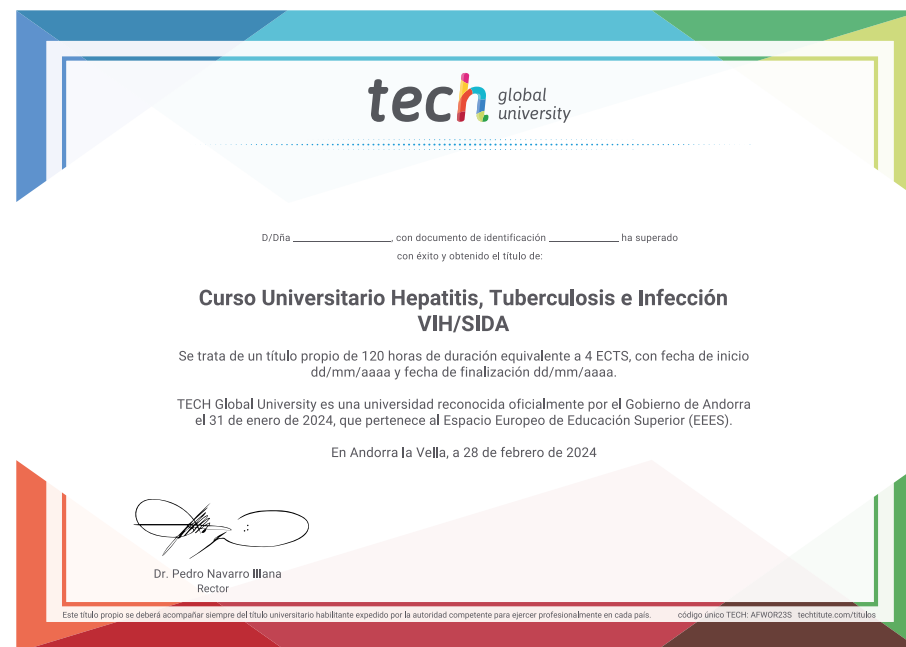 tech global university
D/Dña ________________, con documento de identificación ____________ ha superado
con éxito y obtenido el título de:
Curso Universitario Hepatitis, Tuberculosis e Infección
VIH/SIDA
Se trata de un título propio de 120 horas de duración equivalente a 4 ECTS, con fecha de inicio
dd/mm/aaaa y fecha de finalización dd/mm/aaaa.
TECH Global University es una universidad reconocida oficialmente por el Gobierno de Andorra
el 31 de enero de 2024, que pertenece al Espacio Europeo de Educación Superior (EEES).
En Andorra la Vella, a 28 de febrero de 2024
Dr. Pedro Navarro Illana
Rector
Este título propio se deberá acompañar siempre del título universitario habilitante expedido por la autoridad competente para ejercer profesionalmente en cada país. código único TECH: AFWOR23S techtitute.com/titulos